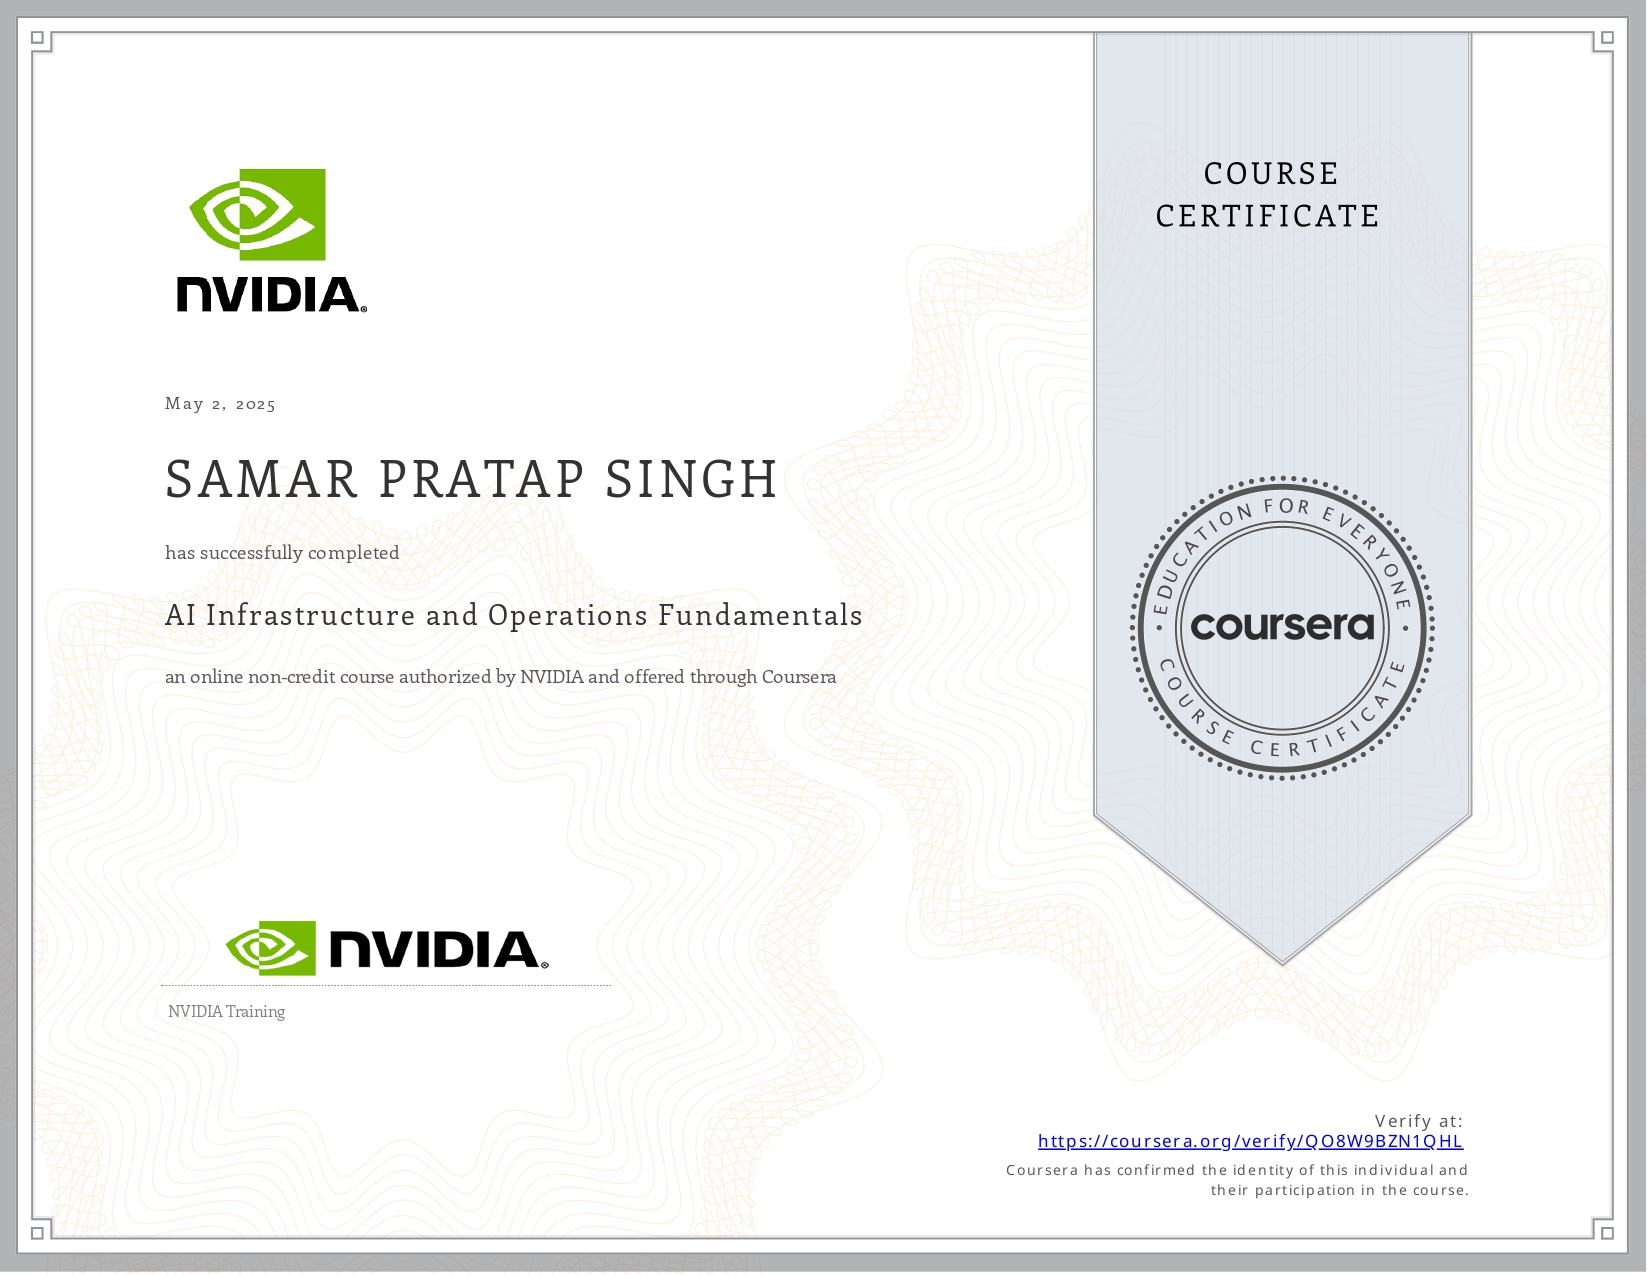 COURSE
CERTIFICATE
NVIDIA®
May 2, 2025
SAMAR PRATAP SINGH
has successfully completed
AI Infrastructure and Operations Fundamentals
an online non-credit course authorized by NVIDIA and offered through Coursera
EDUCATION FOR EVERYONE
coursera
COURSE CERTIFICATE
NVIDIA®
NVIDIA Training
Verify at:
https://coursera.org/verify/QO8W9BZN1QHL
Coursera has confirmed the identity of this individual and
their participation in the course.